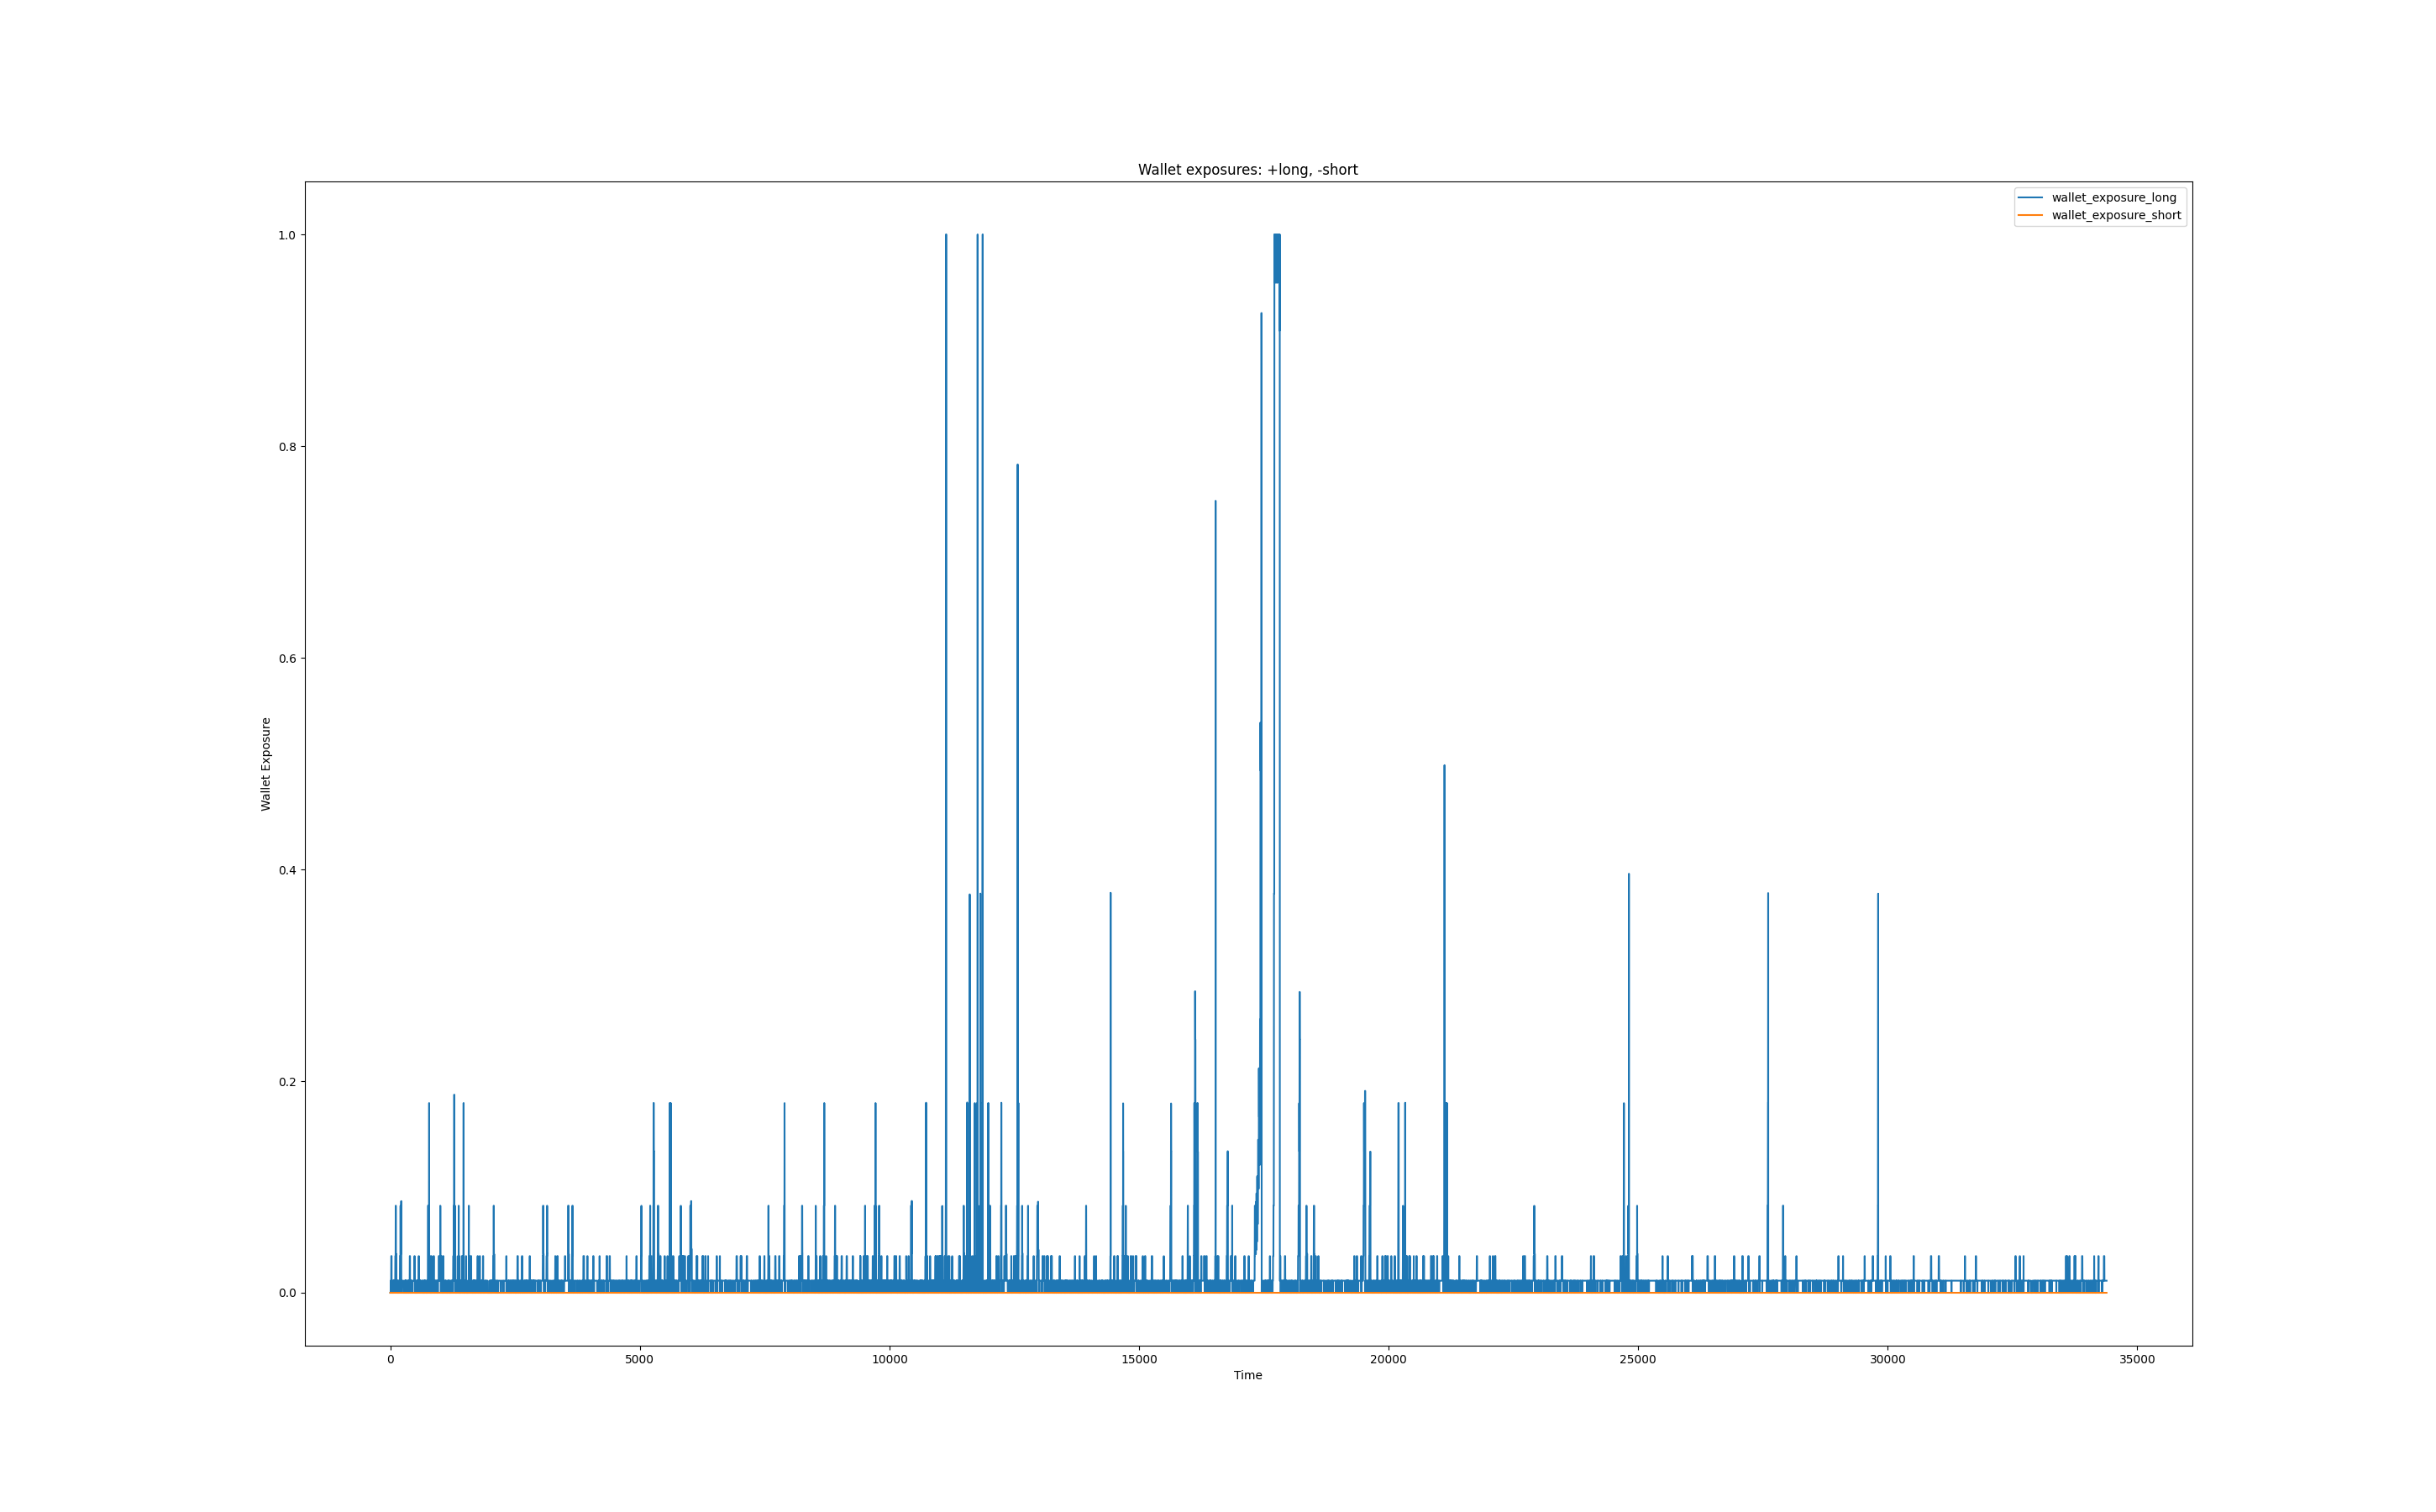 Wallet exposures: +long, -short
wallet_exposure_long
wallet_exposure_short
1.0
0.8
0.6
0.4
0.2
0.0
Wallet Exposure
0 5000 10000 15000 20000 25000 30000 35000
Time